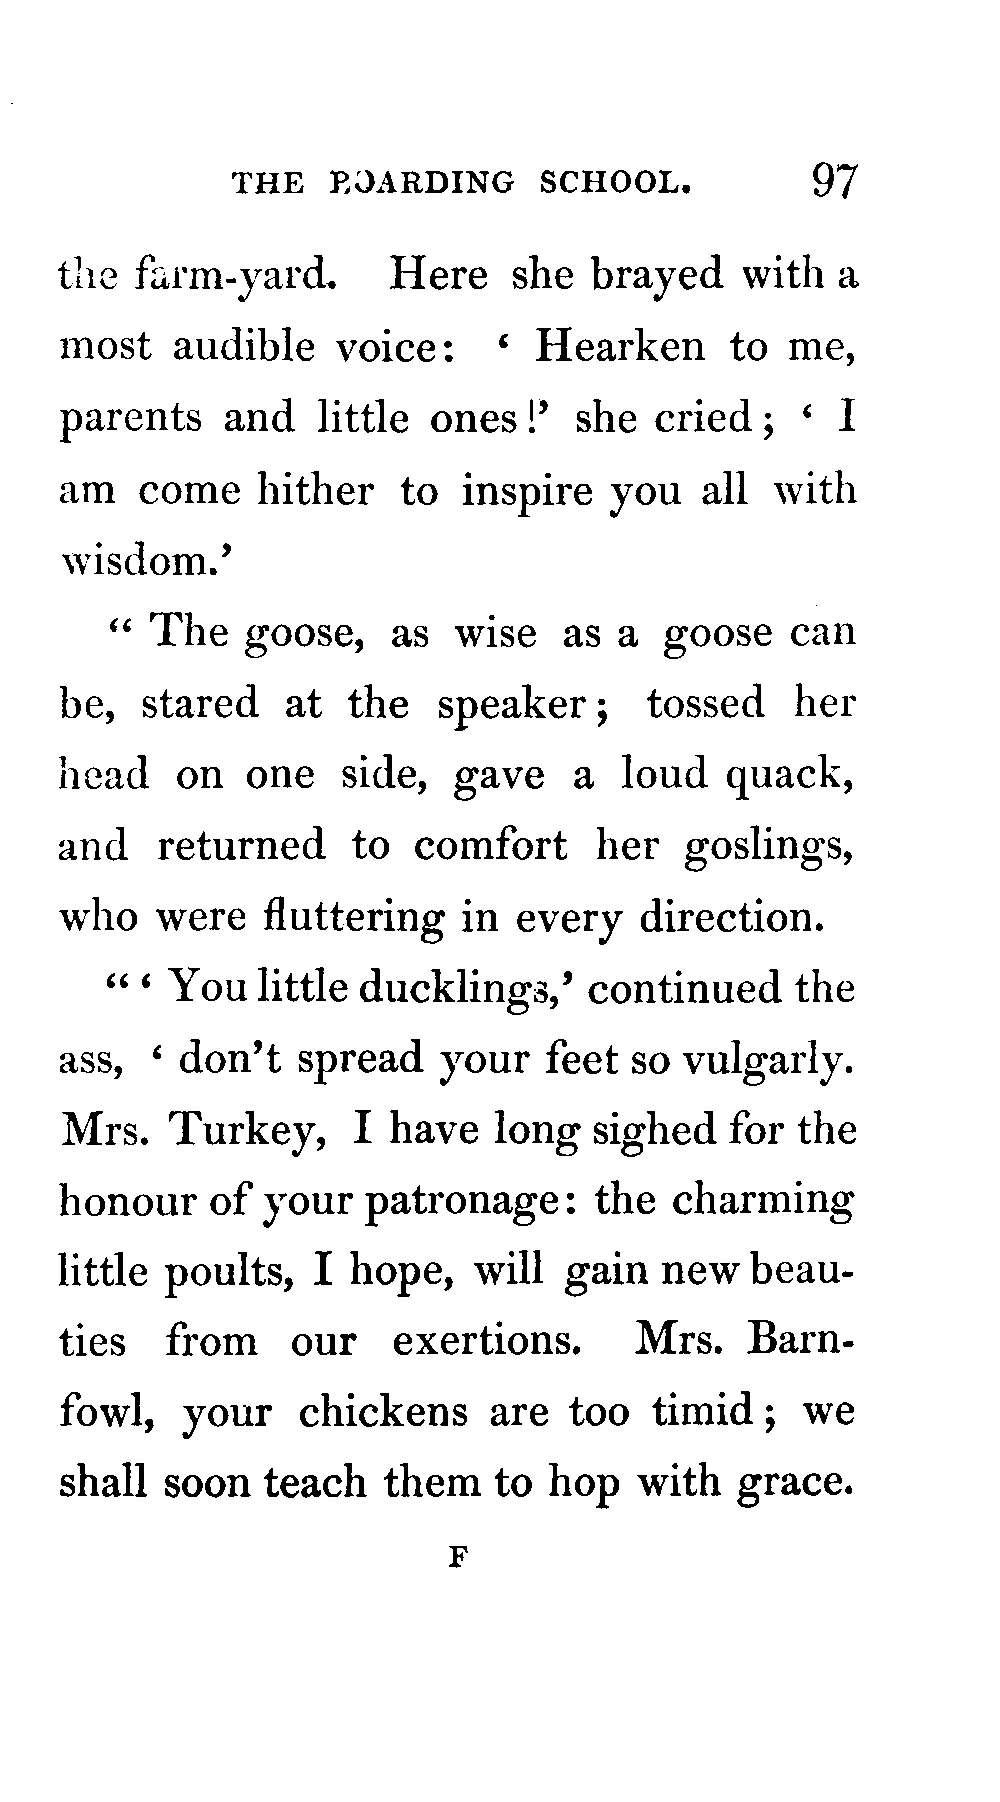 THE BOARDING SCHOOL. 97
the farm-yard. Here she brayed with a
most audible voice: ‘ Hearken to me,
parents and little ones!’ she cried; ‘ I
am come hither to inspire you all with
wisdom.’
“ The goose, as wise as a goose can
be, stared at the speaker; tossed her
head on one side, gave a loud quack,
and returned to comfort her goslings,
who were fluttering in every direction.
“ ‘ You little ducklings,’ continued the
ass, ‘ don’t spread your feet so vulgarly.
Mrs. Turkey, I have long sighed for the
honour of your patronage: the charming
little poults, I hope, will gain new beau-
ties from our exertions. Mrs. Barn-
fowl, your chickens are too timid; we
shall soon teach them to hop with grace.
F